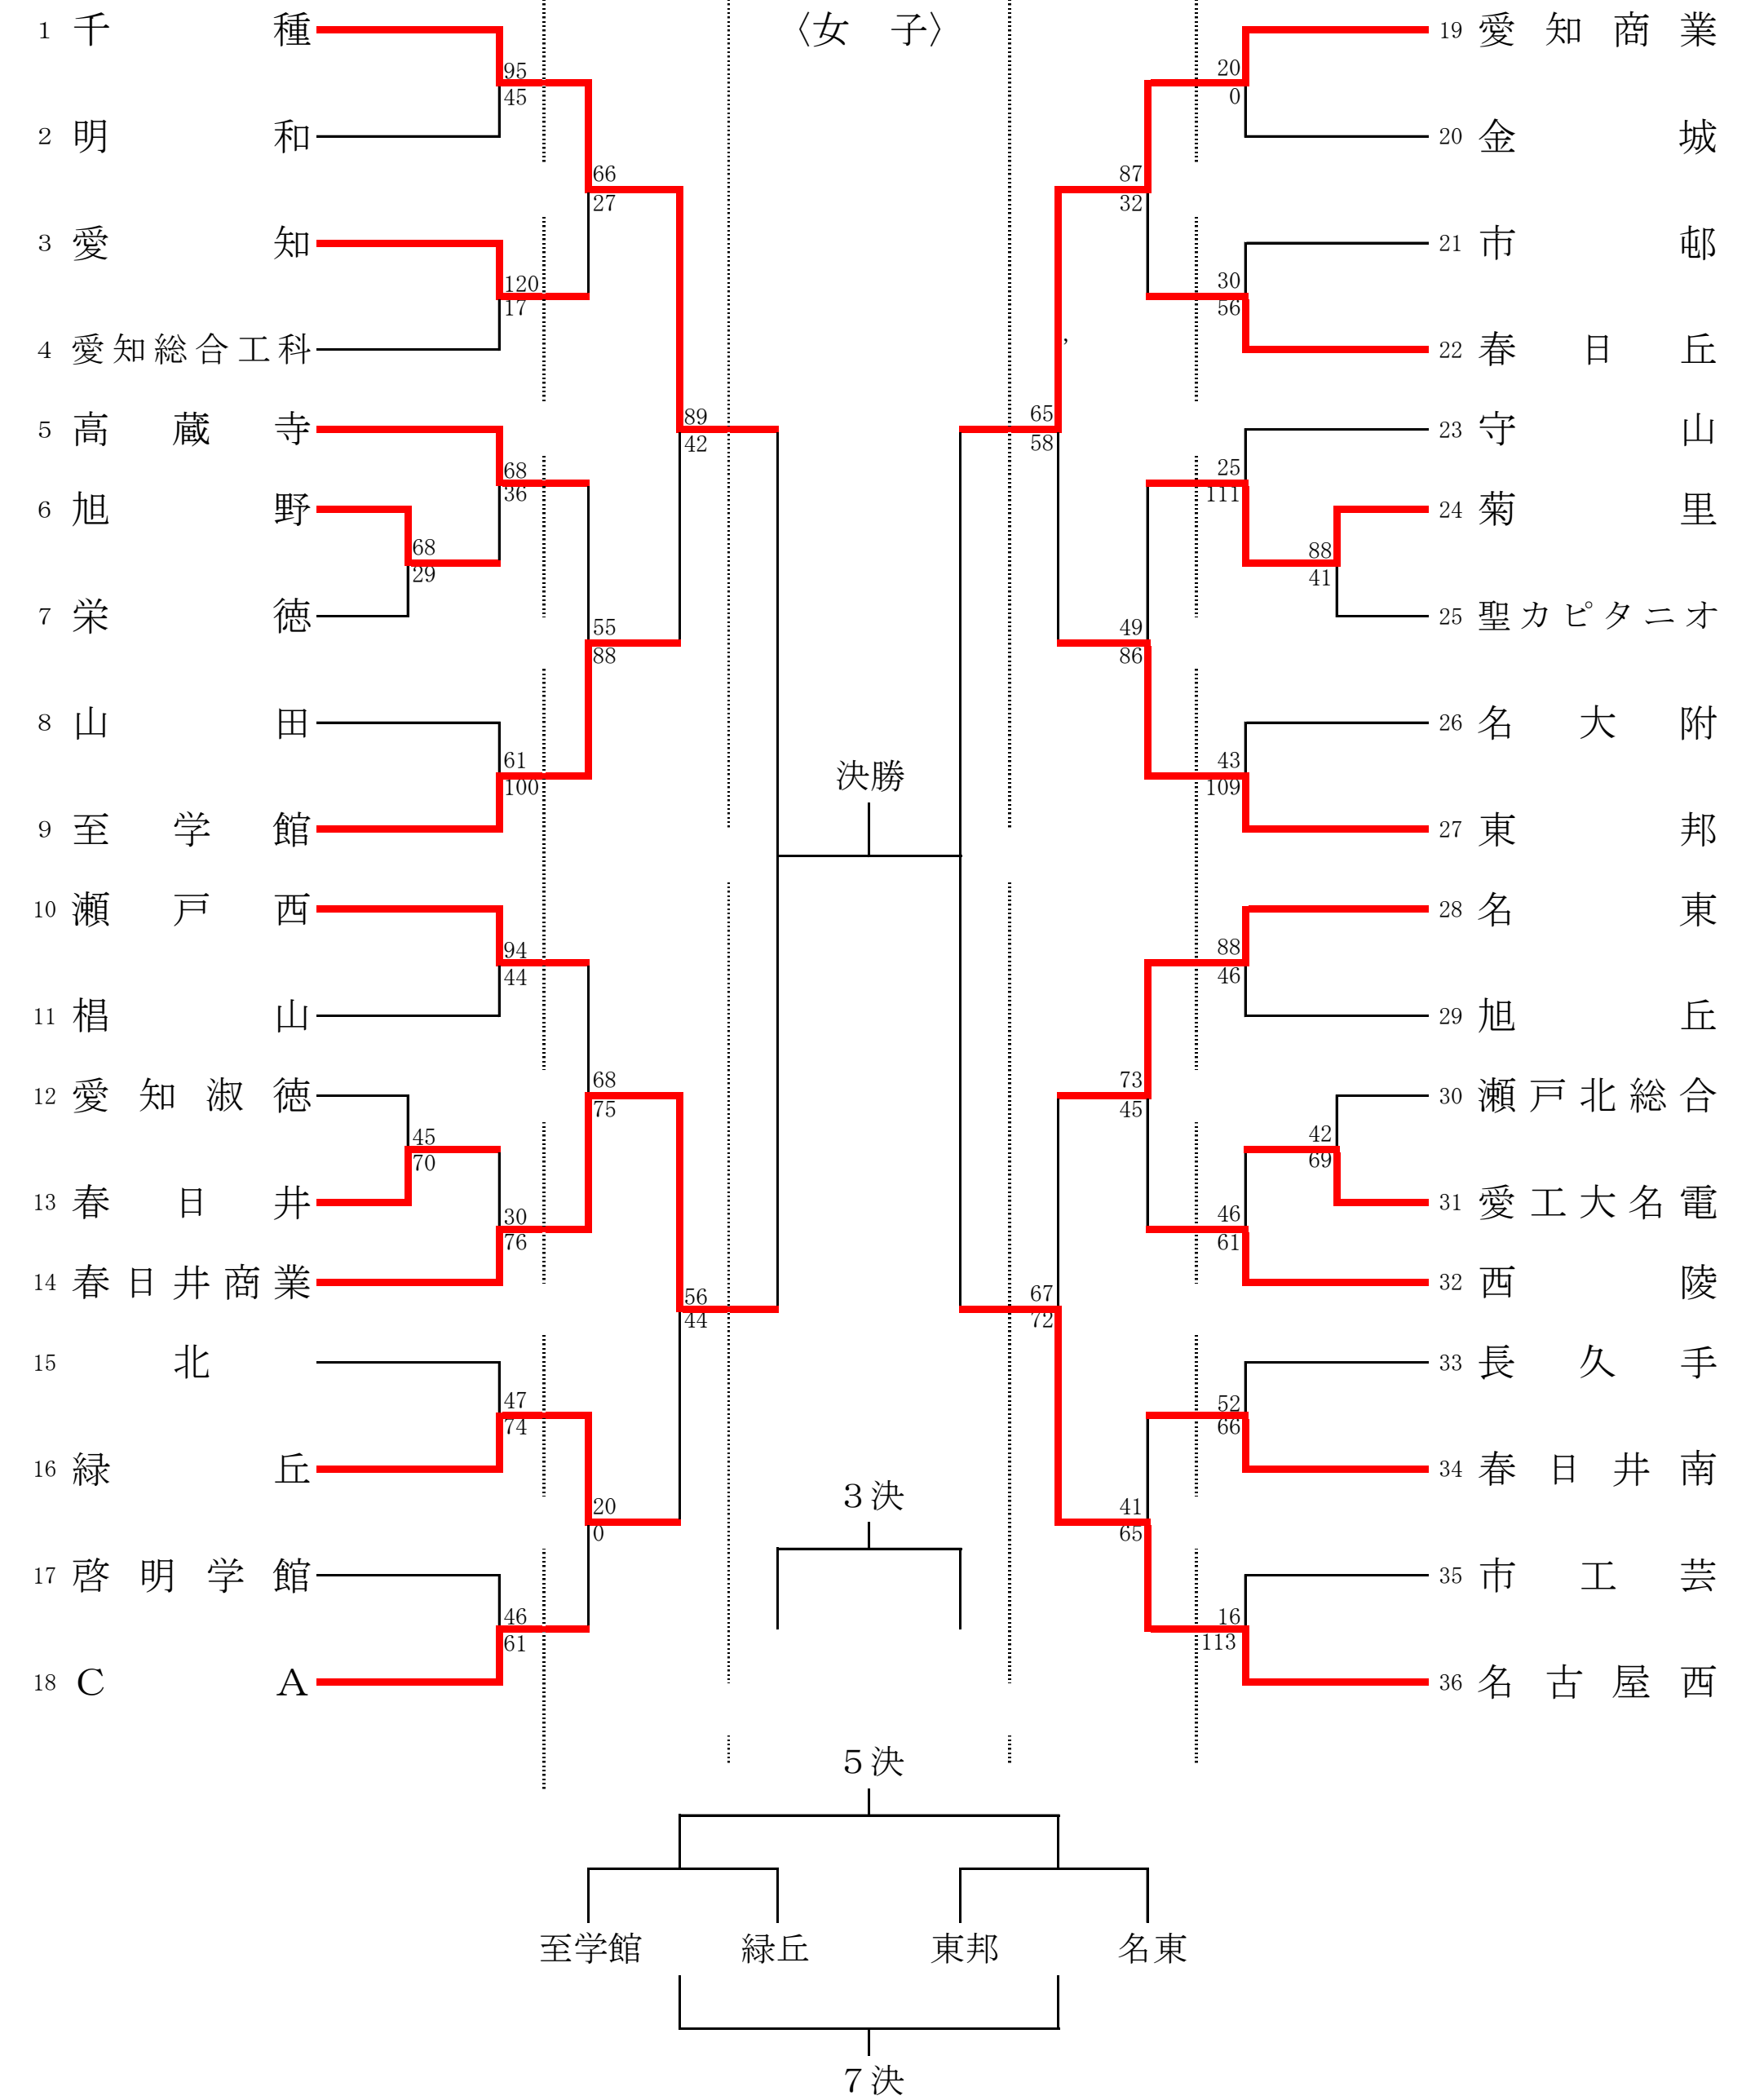 〈女 子〉
1 千種
95
45
2 明和
66
27
3 愛知
120
17
4 愛知総合工科
89
42
5 高蔵寺
68
36
6 旭野
68
29
7 栄徳
55
88
8 山田
61
100
9 至学館
10 瀬戸西
94
44
11 椙山
68
75
12 愛知淑徳
45
70
13 春日井
30
76
14 春日井商業
56
44
15 北
47
74
16 緑丘
20
0
17 啓明学館
46
61
18 CA
19 愛知商業
20
0
20 金城
87
32
21 市邨
30
56
22 春日丘
,
65
58
23 守山
25
111
24 菊里
88
41
25 聖カピタニオ
49
86
26 名大附
43
109
27 東邦
28 名東
88
46
29 旭丘
73
45
30 瀬戸北総合
42
69
31 愛工大名電
46
61
32 西陵
67
72
33 長久手
52
66
34 春日井南
41
65
35 市工芸
16
113
36 名古屋西
決勝
3決
5決
至学館 緑丘 東邦 名東
7決